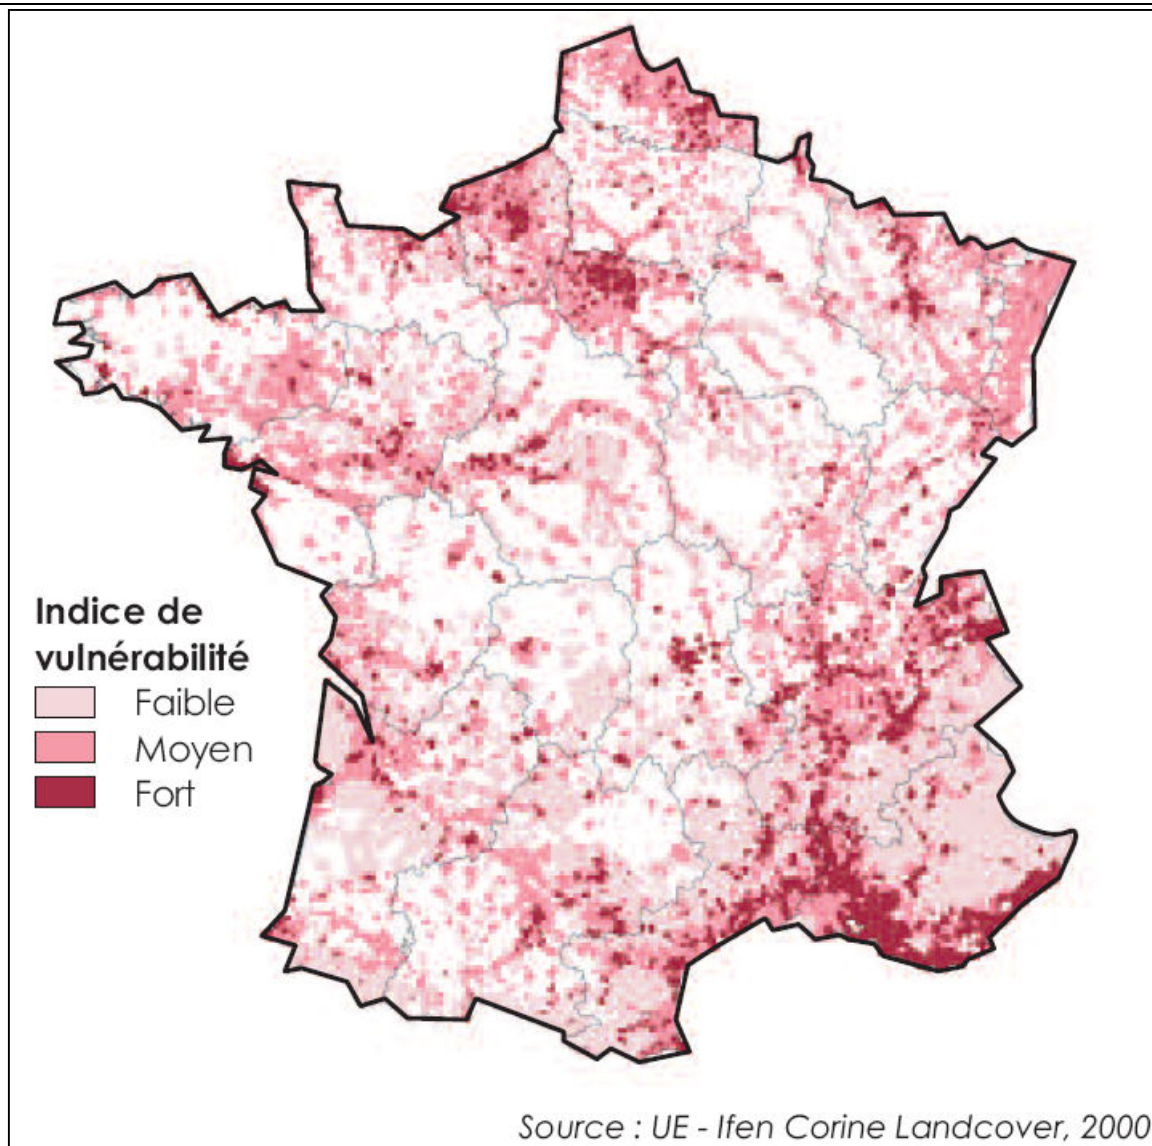 Indice de
vulnérabilité
Faible
Moyen
Fort
Source : UE - Ifen Corine Landcover, 2000